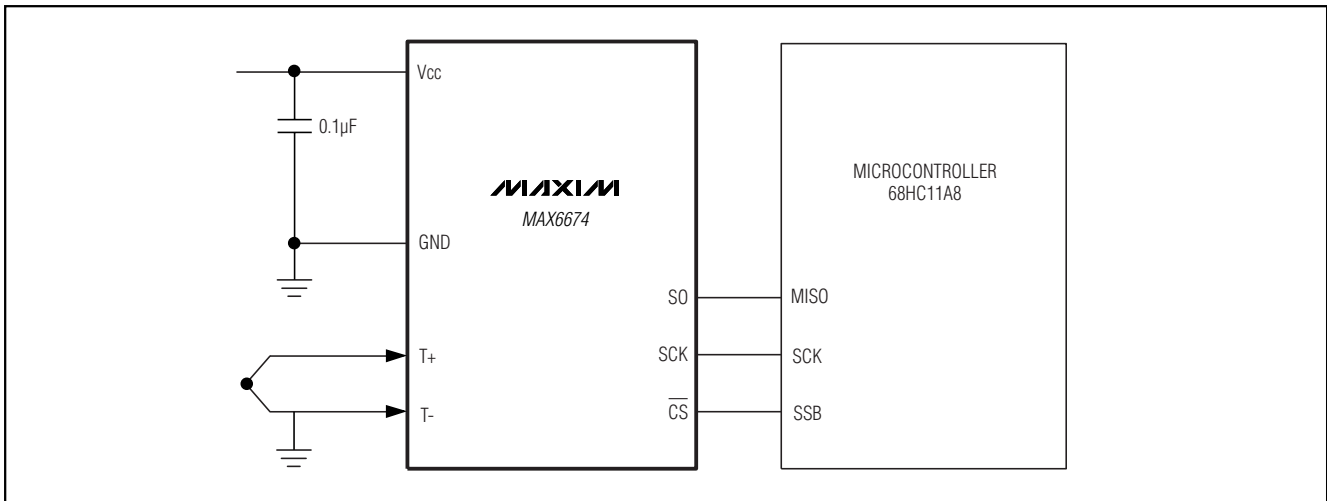 Vcc
0.1µF
MAXIM
MAX6674
MICROCONTROLLER
68HC11A8
GND
SO
MISO
T+
SCK
SCK
T-
CS
SSB